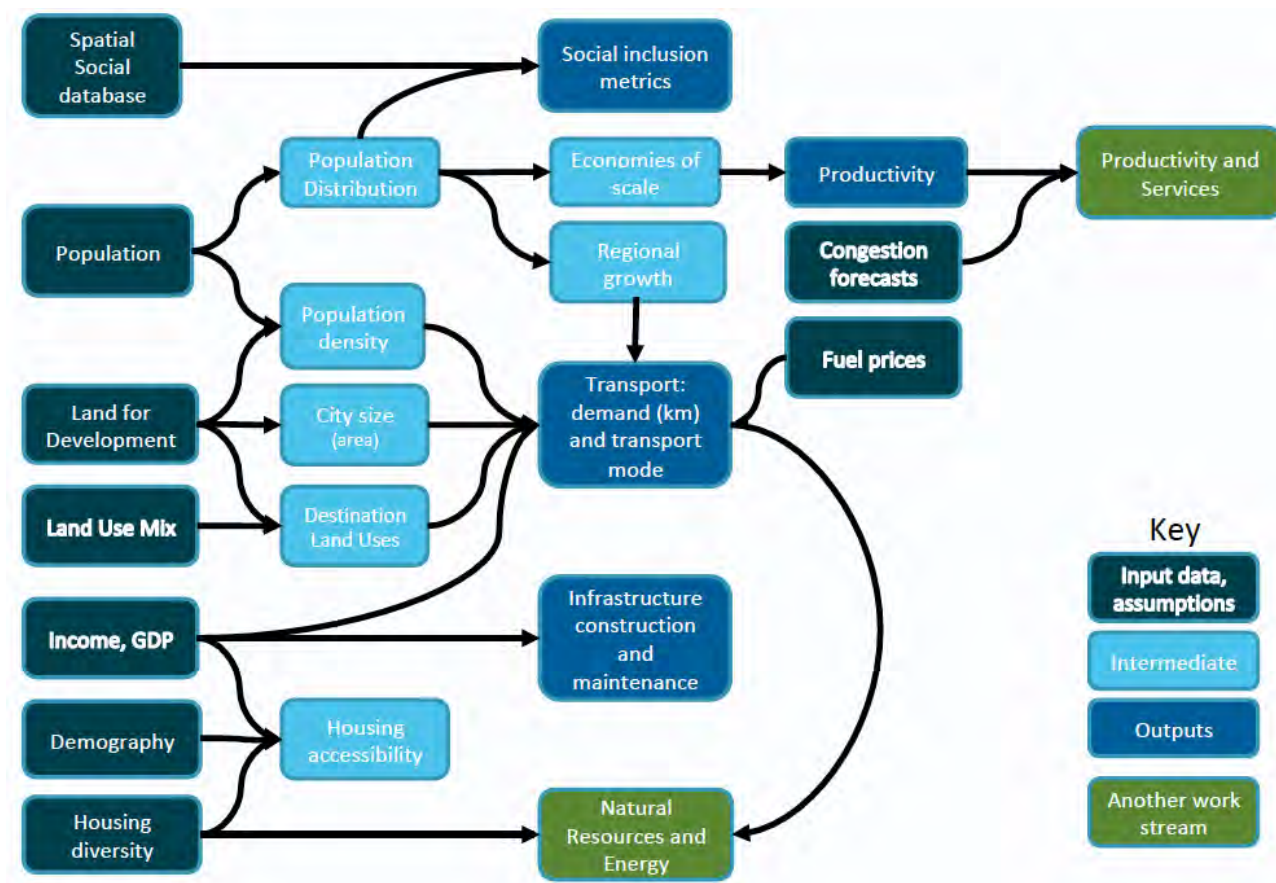 Spatial
Social
database
Social inclusion
metrics
Population
Distribution
Economies of
scale
Productivity
Productivity and
Services
Population
Regional
growth
Congestion
forecasts
Population
density
Fuel prices
Land for
Development
City size
(area)
Transport:
demand (km)
and transport
mode
Land Use Mix
Destination
Land Uses
Income, GDP
Infrastructure
construction
and
maintenance
Demography
Housing
accessibility
Housing
diversity
Natural
Resources and
Energy
Key
Input data,
assumptions
Intermediate
Outputs
Another work
stream